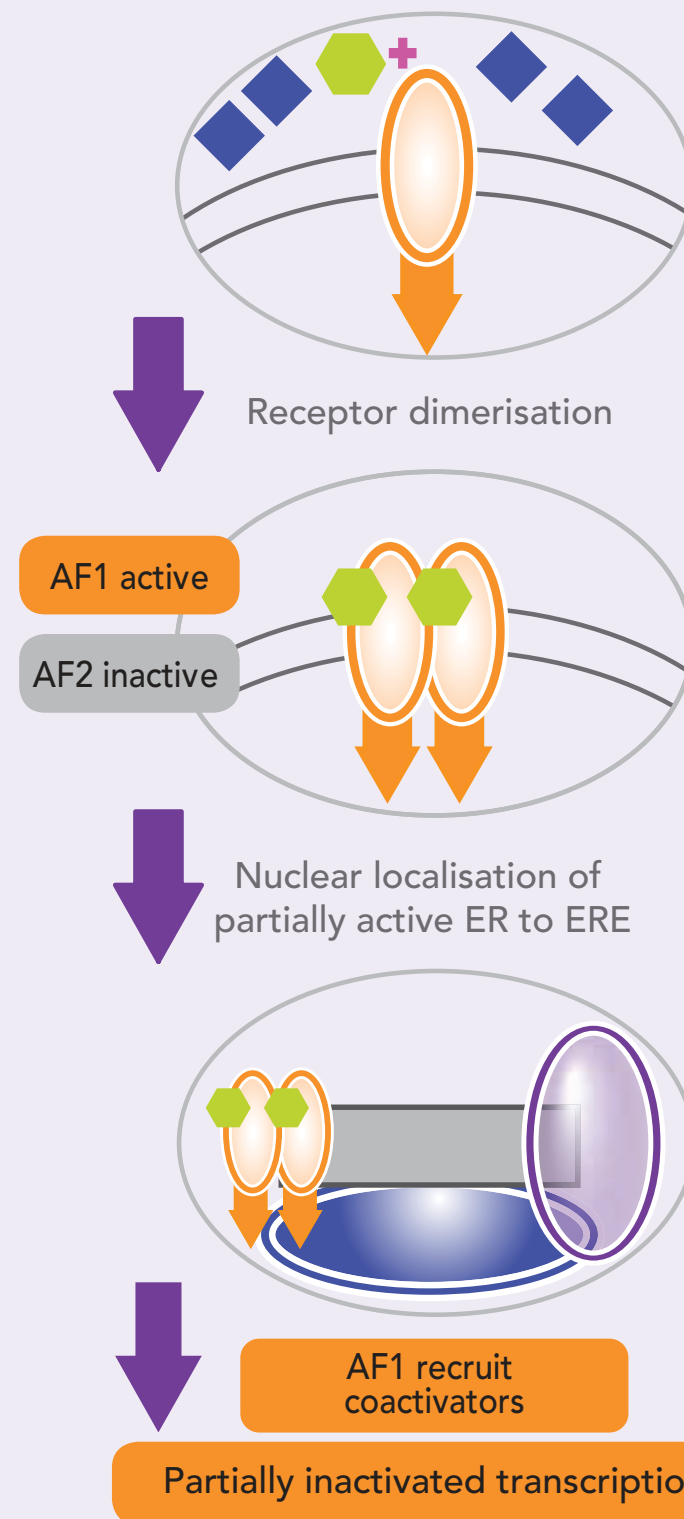 Receptor dimerisation
AF1 active
AF2 inactive
Nuclear localisation of
partially active ER to ERE
AF1 recruit
coactivators
Partially inactivated transcriptio